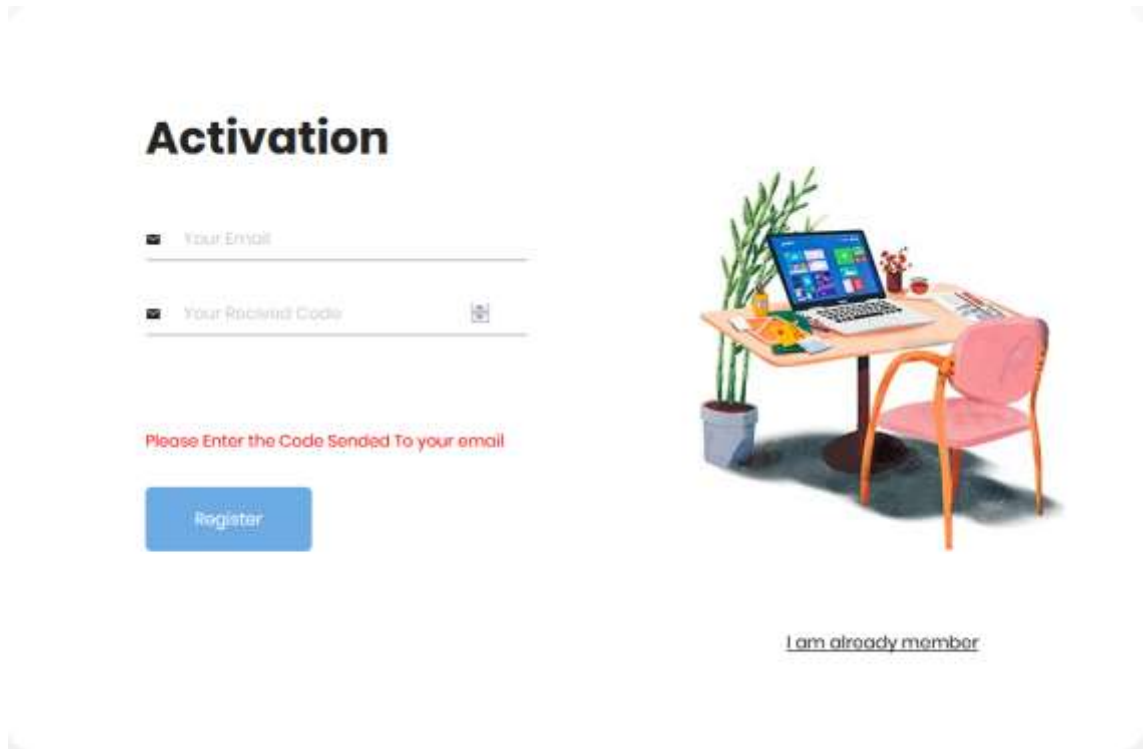 Activation
Your Email
Your Recived Code
Please Enter the Code Sended To your email
Register
I am already member